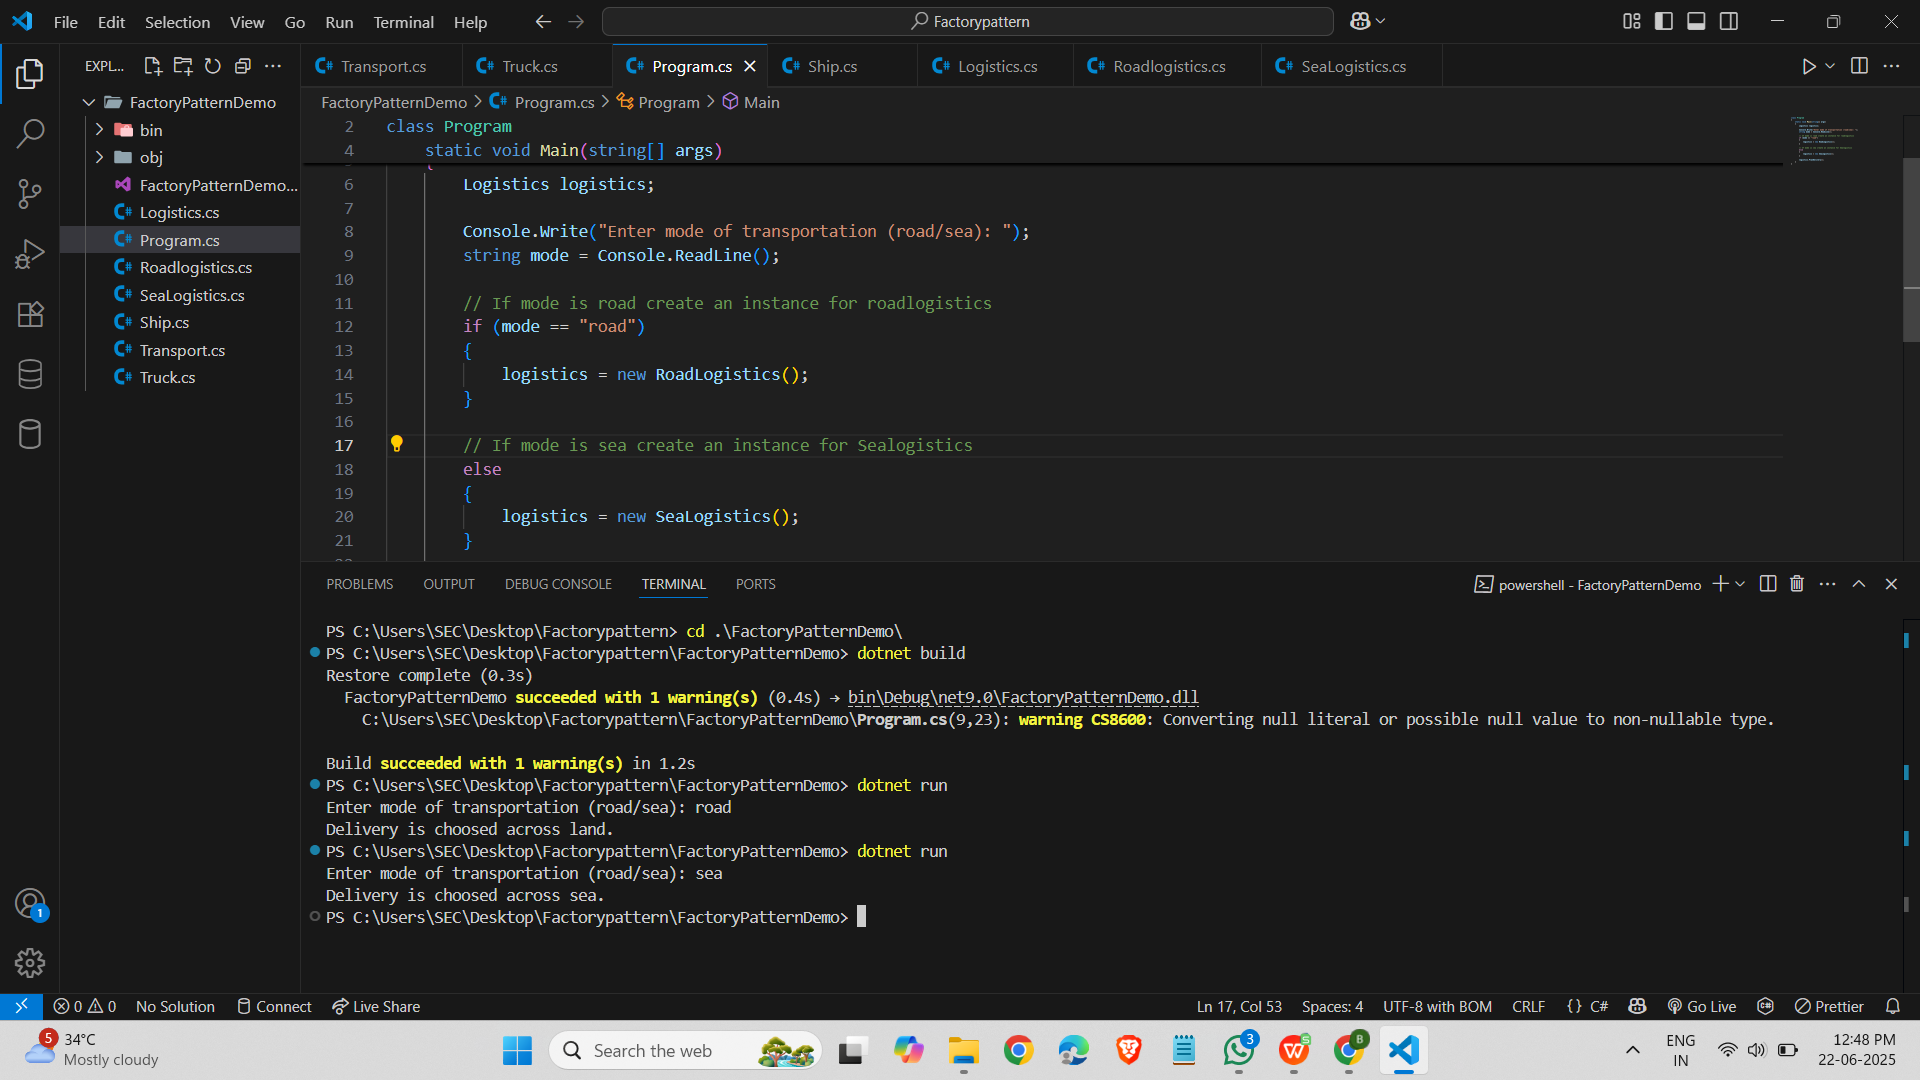 File Edit Selection View Go Run Terminal Help
Factorypattern
EXPL...
Transport.cs
Truck.cs
Program.cs
Ship.cs
Logistics.cs
Roadlogistics.cs
SeaLogistics.cs
FactoryPatternDemo
bin
obj
FactoryPatternDemo...
Logistics.cs
Program.cs
Roadlogistics.cs
SeaLogistics.cs
Ship.cs
Transport.cs
Truck.cs
FactoryPatternDemo > Program.cs > Program > Main
2 class Program
4 static void Main(string[] args)
6 Logistics logistics;
7
8 Console.Write("Enter mode of transportation (road/sea): ");
9 string mode = Console.ReadLine();
10
11 // If mode is road create an instance for roadlogistics
12 if (mode == "road")
13 {
14 logistics = new RoadLogistics();
15 }
16
17 // If mode is sea create an instance for Sealogistics
18 else
19 {
20 logistics = new SeaLogistics();
21 }
PROBLEMS OUTPUT DEBUG CONSOLE TERMINAL PORTS
powershell - FactoryPatternDemo
PS C:\Users\SEC\Desktop\Factorypattern> cd .\FactoryPatternDemo\
PS C:\Users\SEC\Desktop\Factorypattern\FactoryPatternDemo> dotnet build
Restore complete (0.3s)
FactoryPatternDemo succeeded with 1 warning(s) (0.4s) → bin\Debug\net9.0\FactoryPatternDemo.dll
C:\Users\SEC\Desktop\Factorypattern\FactoryPatternDemo\Program.cs(9,23): warning CS8600: Converting null literal or possible null value to non-nullable type.
Build succeeded with 1 warning(s) in 1.2s
PS C:\Users\SEC\Desktop\Factorypattern\FactoryPatternDemo> dotnet run
Enter mode of transportation (road/sea): road
Delivery is choosed across land.
PS C:\Users\SEC\Desktop\Factorypattern\FactoryPatternDemo> dotnet run
Enter mode of transportation (road/sea): sea
Delivery is choosed across sea.
PS C:\Users\SEC\Desktop\Factorypattern\FactoryPatternDemo>
1
0 0 No Solution Connect Live Share
Ln 17, Col 53 Spaces: 4 UTF-8 with BOM CRLF {} C# Go Live Prettier
5
34°C
Mostly cloudy
Search the web
3
B
ENG
IN
12:48 PM
22-06-2025